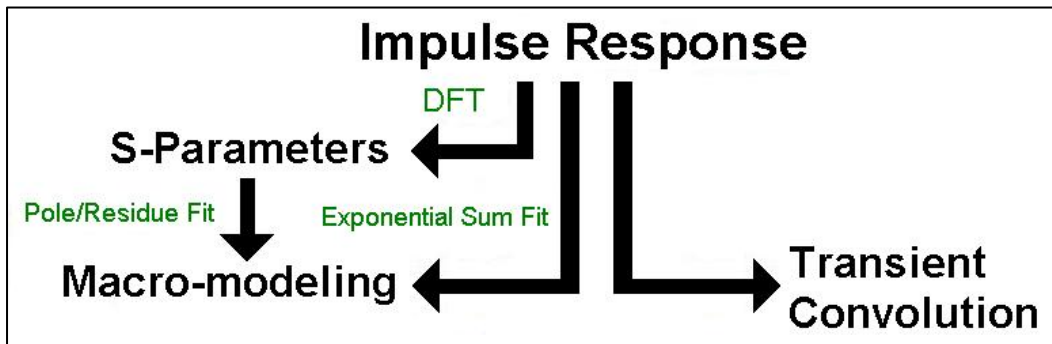 Impulse Response
DFT
S-Parameters
Pole/Residue Fit
Exponential Sum Fit
Macro-modeling
Transient
Convolution